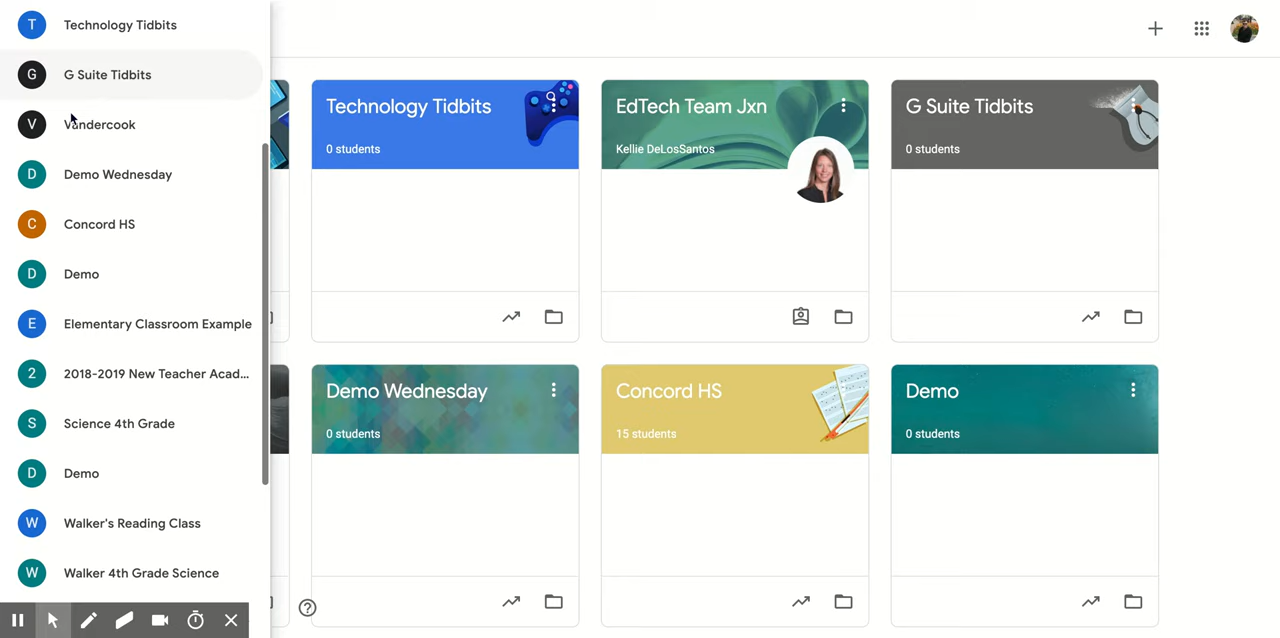 T Technology Tidbits
G G Suite Tidbits
V Vandercook
D Demo Wednesday
C Concord HS
D Demo
E Elementary Classroom Example
2 2018-2019 New Teacher Acad...
S Science 4th Grade
D Demo
W Walker's Reading Class
W Walker 4th Grade Science
Technology Tidbits
0 students
EdTech Team Jxn
Kellie DeLosSantos
G Suite Tidbits
0 students
Demo Wednesday
0 students
Concord HS
15 students
Demo
0 students